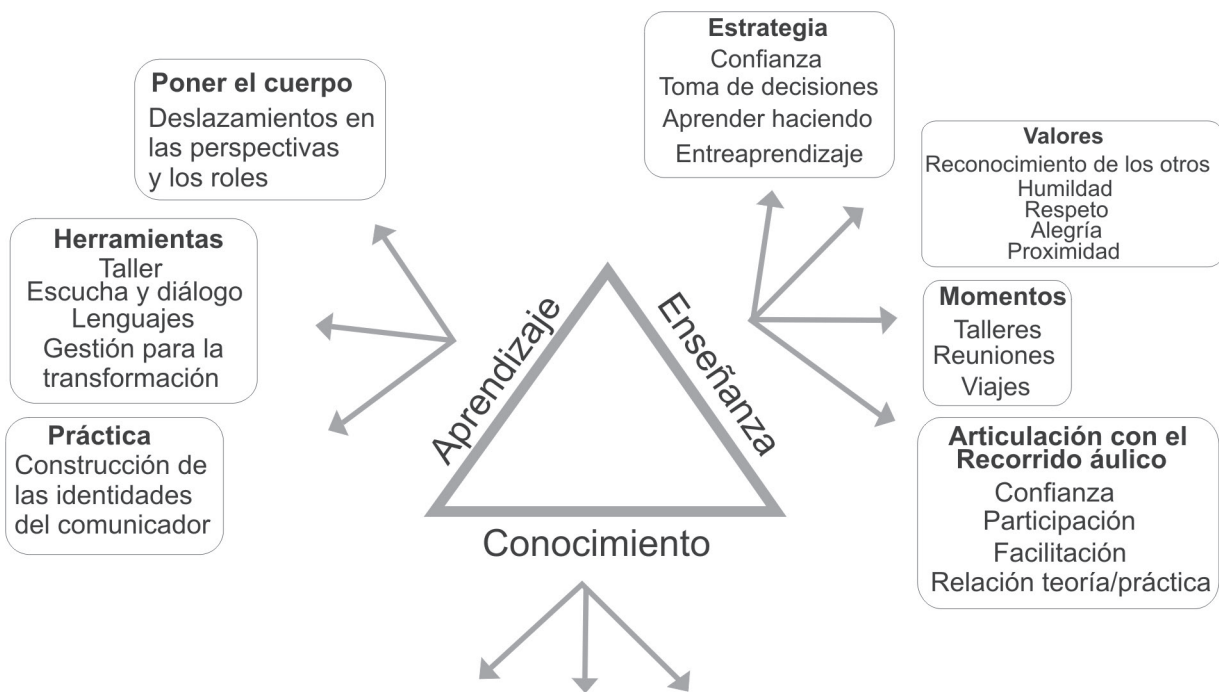 Poner el cuerpo
Deslazamientos en
las perspectivas
y los roles
Herramientas
Taller
Escucha y diálogo
Lenguajes
Gestión para la
transformación
Práctica
Construcción de
las identidades
del comunicador
Aprendizaje
Enseñanza
Conocimiento
Estrategia
Confianza
Toma de decisiones
Aprender haciendo
Entreaprendizaje
Valores
Reconocimiento de los otros
Humildad
Respeto
Alegría
Proximidad
Momentos
Talleres
Reuniones
Viajes
Articulación con el
Recorrido áulico
Confianza
Participación
Facilitación
Relación teoría/práctica